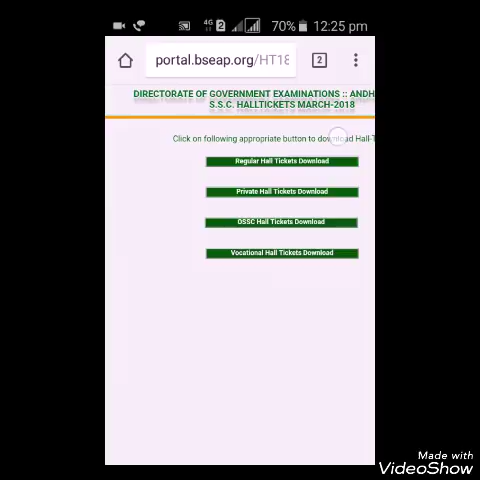 4G 2 70% 12:25 pm
portal.bseap.org/HT18 2
DIRECTORATE OF GOVERNMENT EXAMINATIONS :: ANDH
S.S.C. HALLTICKETS MARCH-2018
Click on following appropriate button to download Hall-T
Regular Hall Tickets Download
Private Hall Tickets Download
OSSC Hall Tickets Download
Vocational Hall Tickets Download
Made with
VideoShow